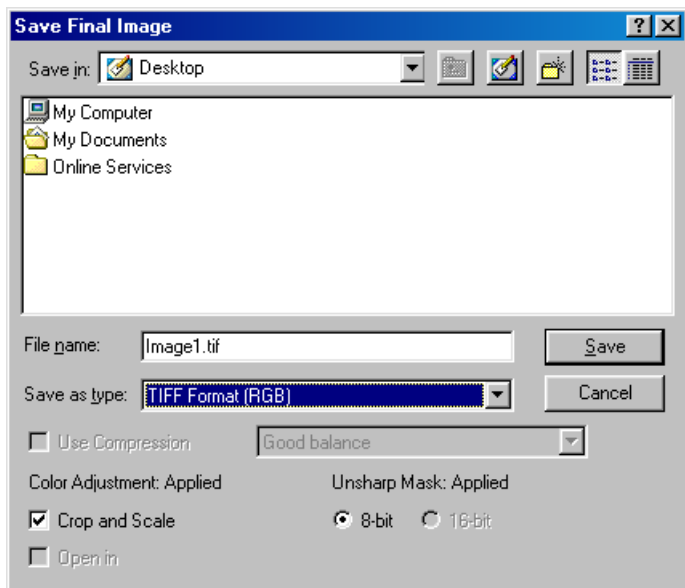 Save Final Image
Save in: Desktop
My Computer
My Documents
Online Services
File name: Image1.tif Save
Save as type: TIFF Format (RGB) Cancel
Use Compression Good balance
Color Adjustment: Applied Unsharp Mask: Applied
Crop and Scale 8-bit 16-bit
Open in